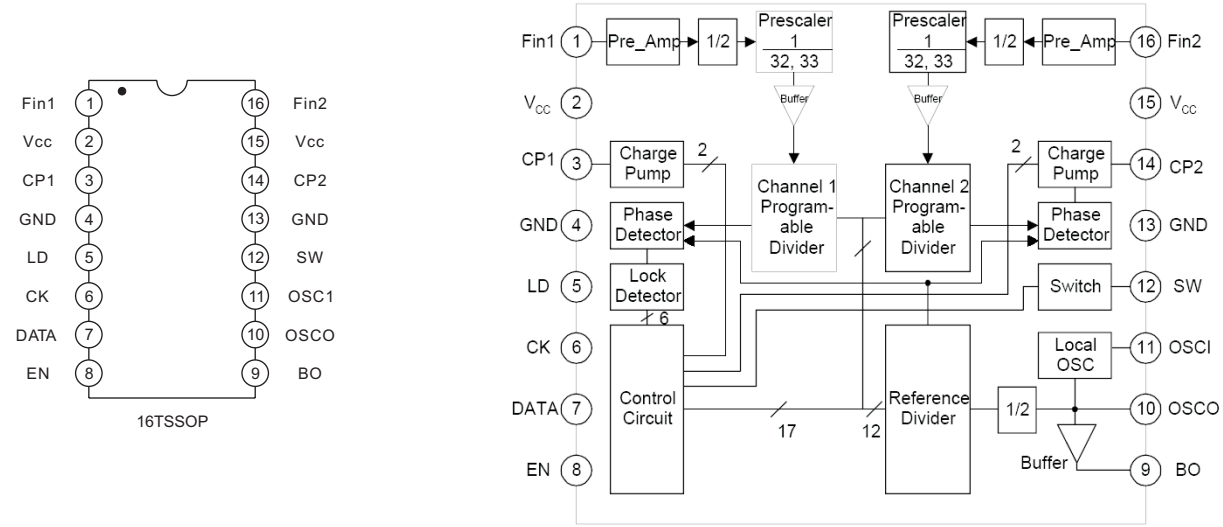 1
Fin1
16
Fin2
Vcc
2
15
Vcc
CP1
3
14
CP2
GND
4
13
GND
LD
5
12
SW
CK
6
11
OSC1
DATA
7
10
OSCO
EN
8
9
BO
16TSSOP
Fin1
1
Pre_Amp
1/2
Prescaler
1
32, 33
Prescaler
1
32, 33
1/2
Pre_Amp
16
Fin2
Buffer
Buffer
VCC
2
15
VCC
CP1
3
Charge
Pump
2
2
Charge
Pump
14
CP2
Channel 1
Program-
able
Divider
Channel 2
Program-
able
Divider
GND
4
Phase
Detector
Phase
Detector
13
GND
LD
5
Lock
Detector
6
Switch
12
SW
CK
6
Local
OSC
11
OSCI
DATA
7
Control
Circuit
17
12
Reference
Divider
1/2
10
OSCO
EN
8
Buffer
9
BO